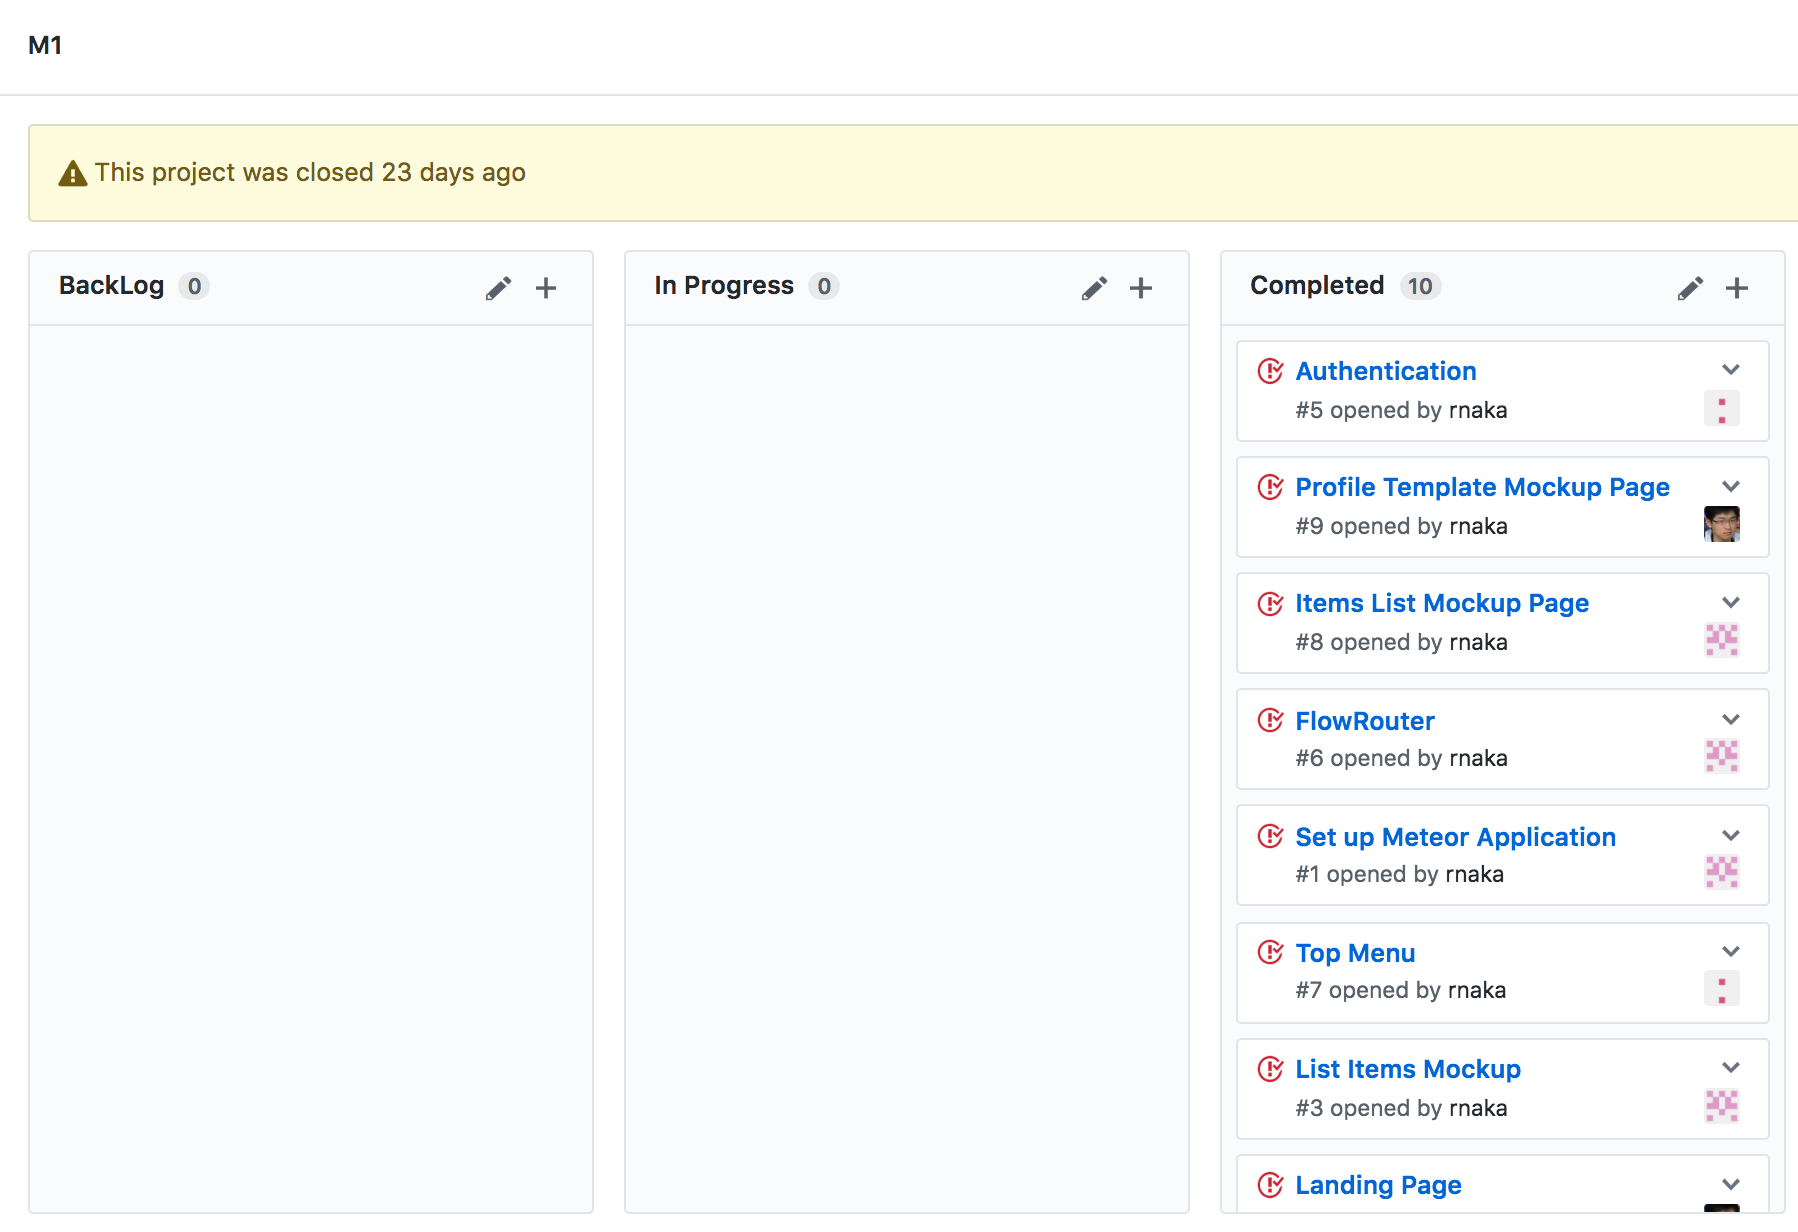 M1
This project was closed 23 days ago
BackLog 0
In Progress 0
Completed 10
Authentication
#5 opened by rnaka
Profile Template Mockup Page
#9 opened by rnaka
Items List Mockup Page
#8 opened by rnaka
FlowRouter
#6 opened by rnaka
Set up Meteor Application
#1 opened by rnaka
Top Menu
#7 opened by rnaka
List Items Mockup
#3 opened by rnaka
Landing Page